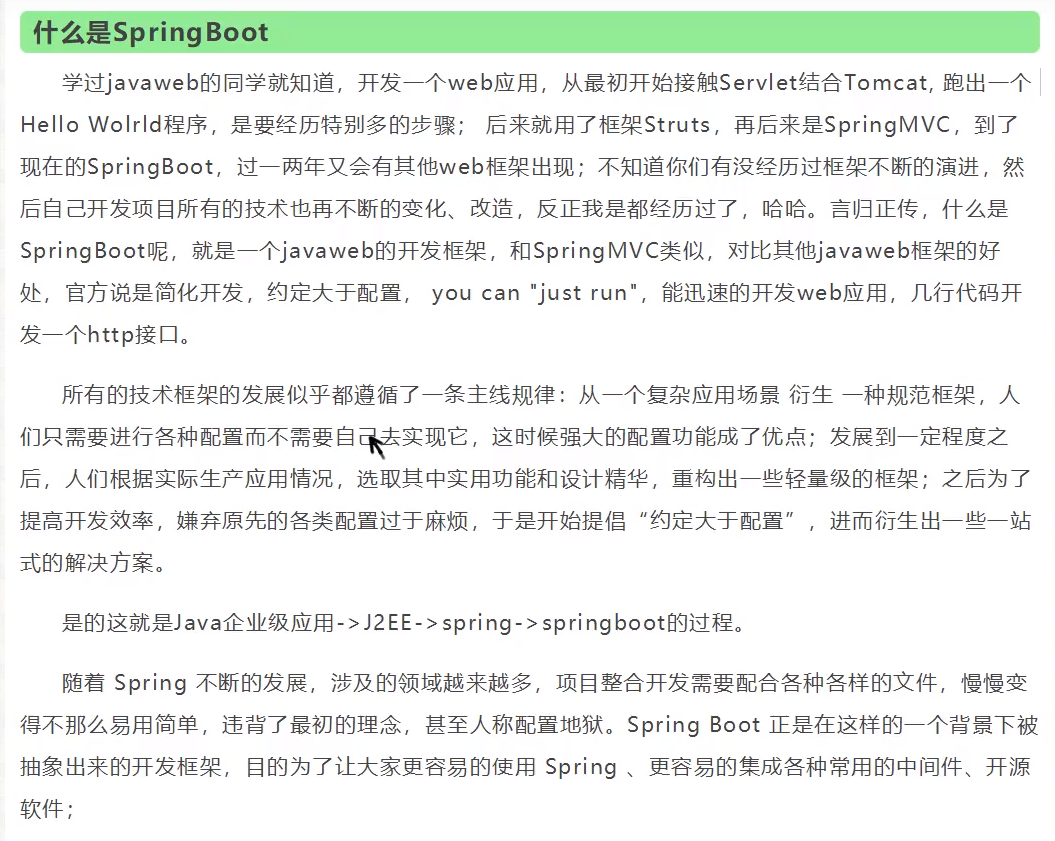 什么是SpringBoot
学过javaweb的同学就知道，开发一个web应用，从最初开始接触Servlet结合Tomcat, 跑出一个
Hello Wolrld程序，是要经历特别多的步骤； 后来就用了框架Struts，再后来是SpringMVC，到了
现在的SpringBoot，过一两年又会有其他web框架出现；不知道你们有没经历过框架不断的演进，然
后自己开发项目所有的技术也再不断的变化、改造，反正我是都经历过了，哈哈。言归正传，什么是
SpringBoot呢，就是一个javaweb的开发框架，和SpringMVC类似，对比其他javaweb框架的好
处，官方说是简化开发，约定大于配置， you can "just run"，能迅速的开发web应用，几行代码开
发一个http接口。
所有的技术框架的发展似乎都遵循了一条主线规律：从一个复杂应用场景 衍生 一种规范框架，人
们只需要进行各种配置而不需要自己去实现它，这时候强大的配置功能成了优点；发展到一定程度之
后，人们根据实际生产应用情况，选取其中实用功能和设计精华，重构出一些轻量级的框架；之后为了
提高开发效率，嫌弃原先的各类配置过于麻烦，于是开始提倡“约定大于配置”，进而衍生出一些一站
式的解决方案。
是的这就是Java企业级应用->J2EE->spring->springboot的过程。
随着 Spring 不断的发展，涉及的领域越来越多，项目整合开发需要配合各种各样的文件，慢慢变
得不那么易用简单，违背了最初的理念，甚至人称配置地狱。Spring Boot 正是在这样的一个背景下被
抽象出来的开发框架，目的为了让大家更容易的使用 Spring 、更容易的集成各种常用的中间件、开源
软件；